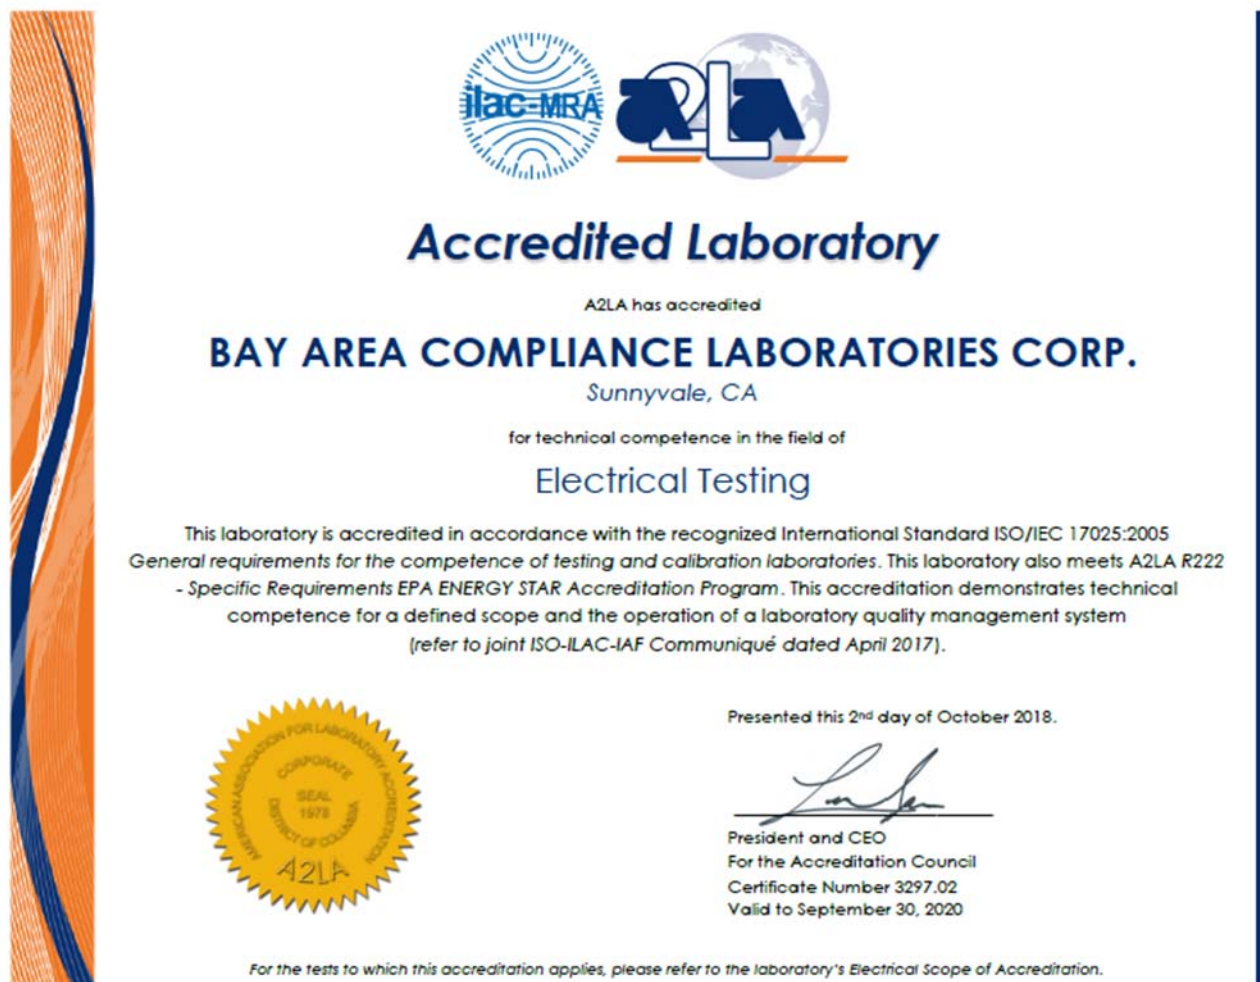 ilac-MRA
A2LA
Accredited Laboratory
A2LA has accredited
BAY AREA COMPLIANCE LABORATORIES CORP.
Sunnyvale, CA
for technical competence in the field of
Electrical Testing
This laboratory is accredited in accordance with the recognized International Standard ISO/IEC 17025:2005
General requirements for the competence of testing and calibration laboratories. This laboratory also meets A2LA R222
- Specific Requirements EPA ENERGY STAR Accreditation Program. This accreditation demonstrates technical
competence for a defined scope and the operation of a laboratory quality management system
(refer to joint ISO-ILAC-IAF Communiqué dated April 2017).
AMERICAN ASSOCIATION FOR LABORATORY ACCREDITATION
CORPORATE
SEAL
1978
DISTRICT OF COLUMBIA
A2LA
Presented this 2nd day of October 2018.
President and CEO
For the Accreditation Council
Certificate Number 3297.02
Valid to September 30, 2020
For the tests to which this accreditation applies, please refer to the laboratory's Electrical Scope of Accreditation.